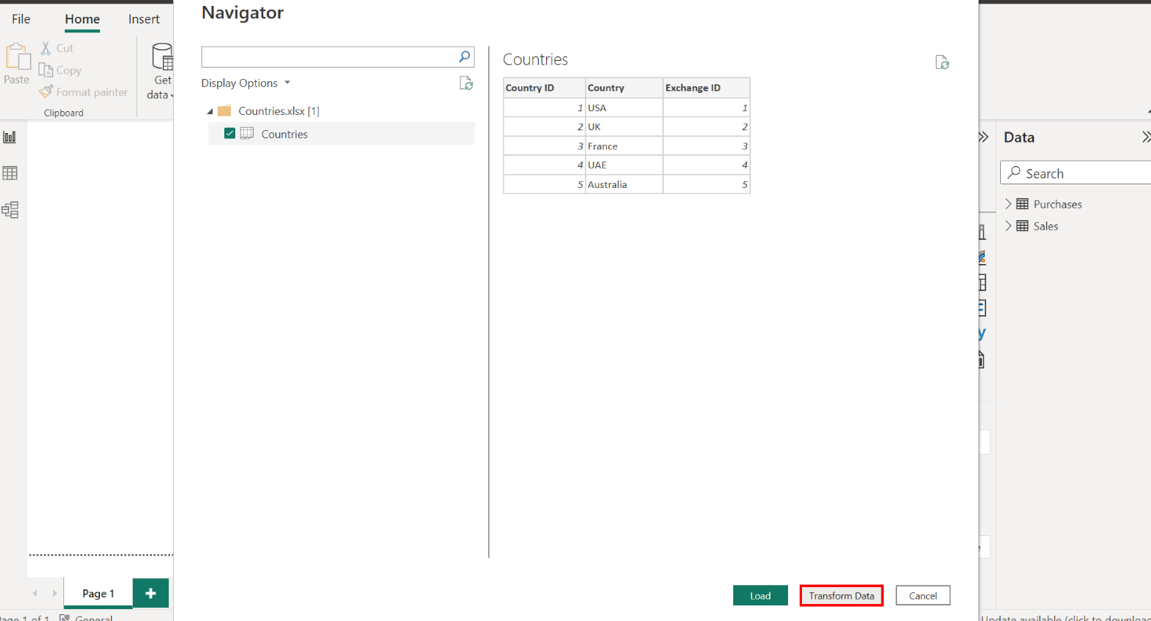 Navigator
File Home Insert
Cut
Copy
Format painter
Paste
Clipboard
Get
data
Display Options
Countries.xlsx [1]
Countries
Countries
Country ID Country Exchange ID
1 USA 1
2 UK 2
3 France 3
4 UAE 4
5 Australia 5
Data
Search
Purchases
Sales
Load Transform Data Cancel
Page 1
Page 1 of 1 General
Update available (click to download